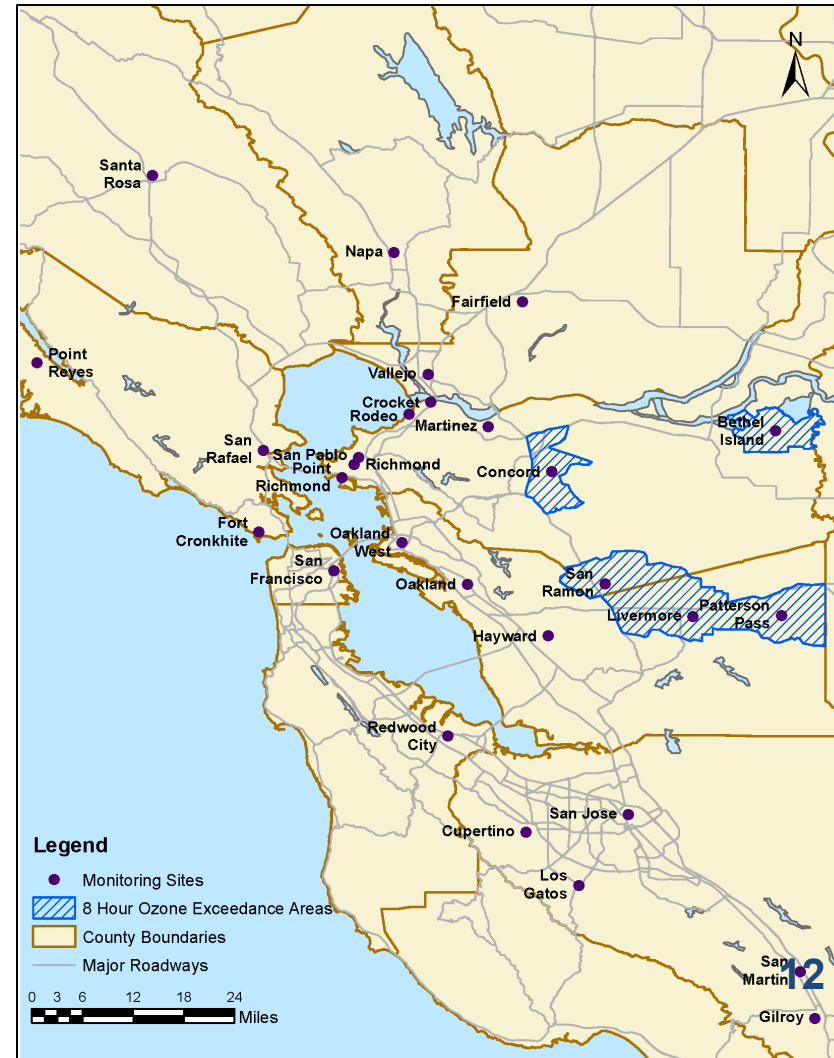 N
Santa
Rosa
Napa
Fairfield
Point
Reyes
Vallejo
Crocket
Rodeo
Martinez
Bethel
Island
San
Rafael
San Pablo
Richmond
Point
Richmond
Concord
Fort
Cronkhite
Oakland
West
San
Francisco
Oakland
San
Ramon
Livermore
Patterson
Pass
Hayward
Redwood
City
San Jose
Cupertino
Los
Gatos
San
Martin
12
Gilroy
Legend
Monitoring Sites
8 Hour Ozone Exceedance Areas
County Boundaries
Major Roadways
0 3 6 12 18 24
Miles